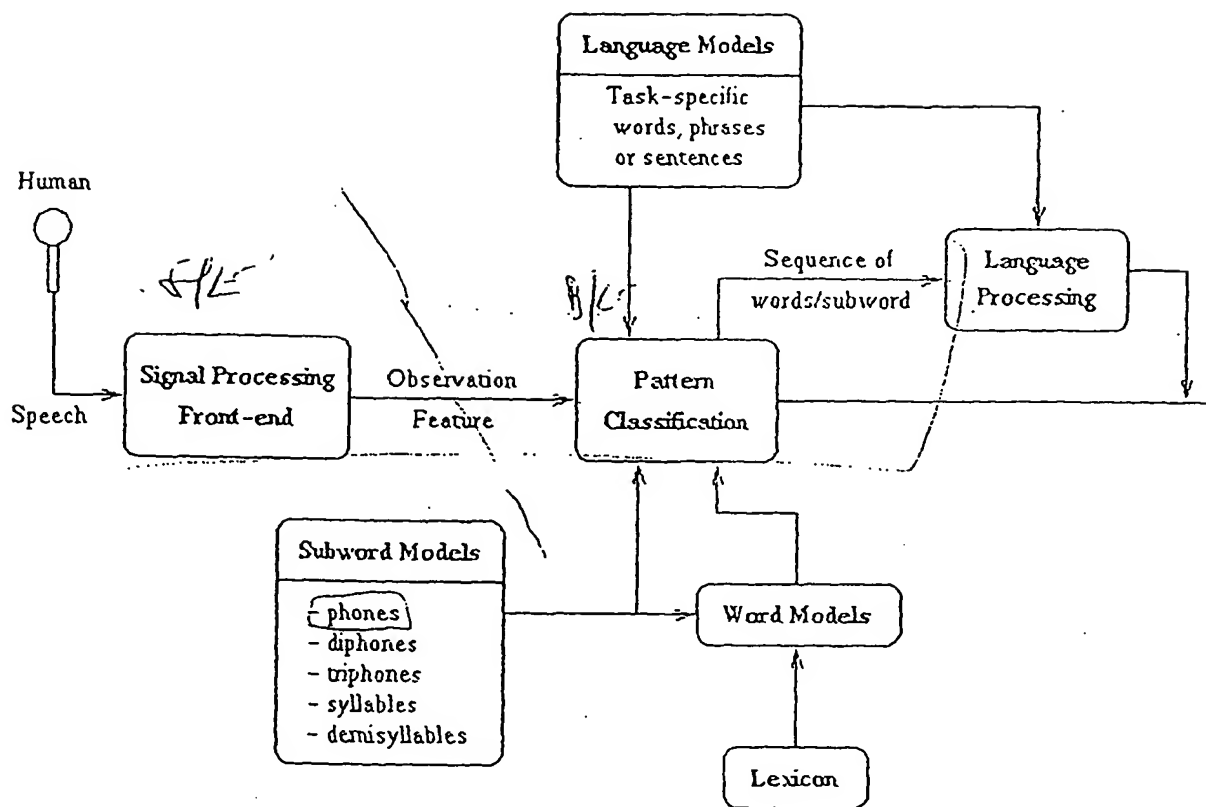 Language Models
Task-specific
words, phrases
or sentences
Human
F/E
B/E
Sequence of
words/subword
Language
Processing
Signal Processing
Front-end
Speech
Observation
Feature
Pattern
Classification
Subword Models
- phones
- diphones
- triphones
- syllables
- demisyllables
Word Models
Lexicon